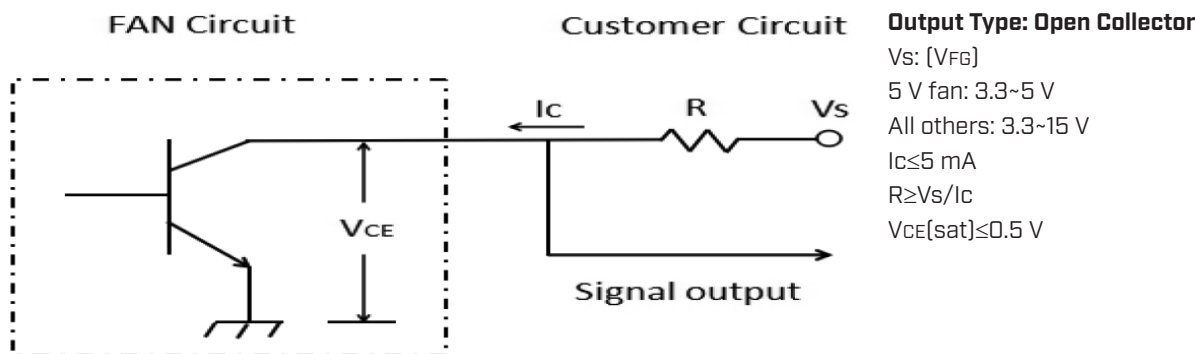 FAN Circuit
Customer Circuit
Ic
R
Vs
VCE
Signal output
Output Type: Open Collector
Vs: (VFG)
5 V fan: 3.3~5 V
All others: 3.3~15 V
Ic≤5 mA
R≥Vs/Ic
VCE(sat)≤0.5 V